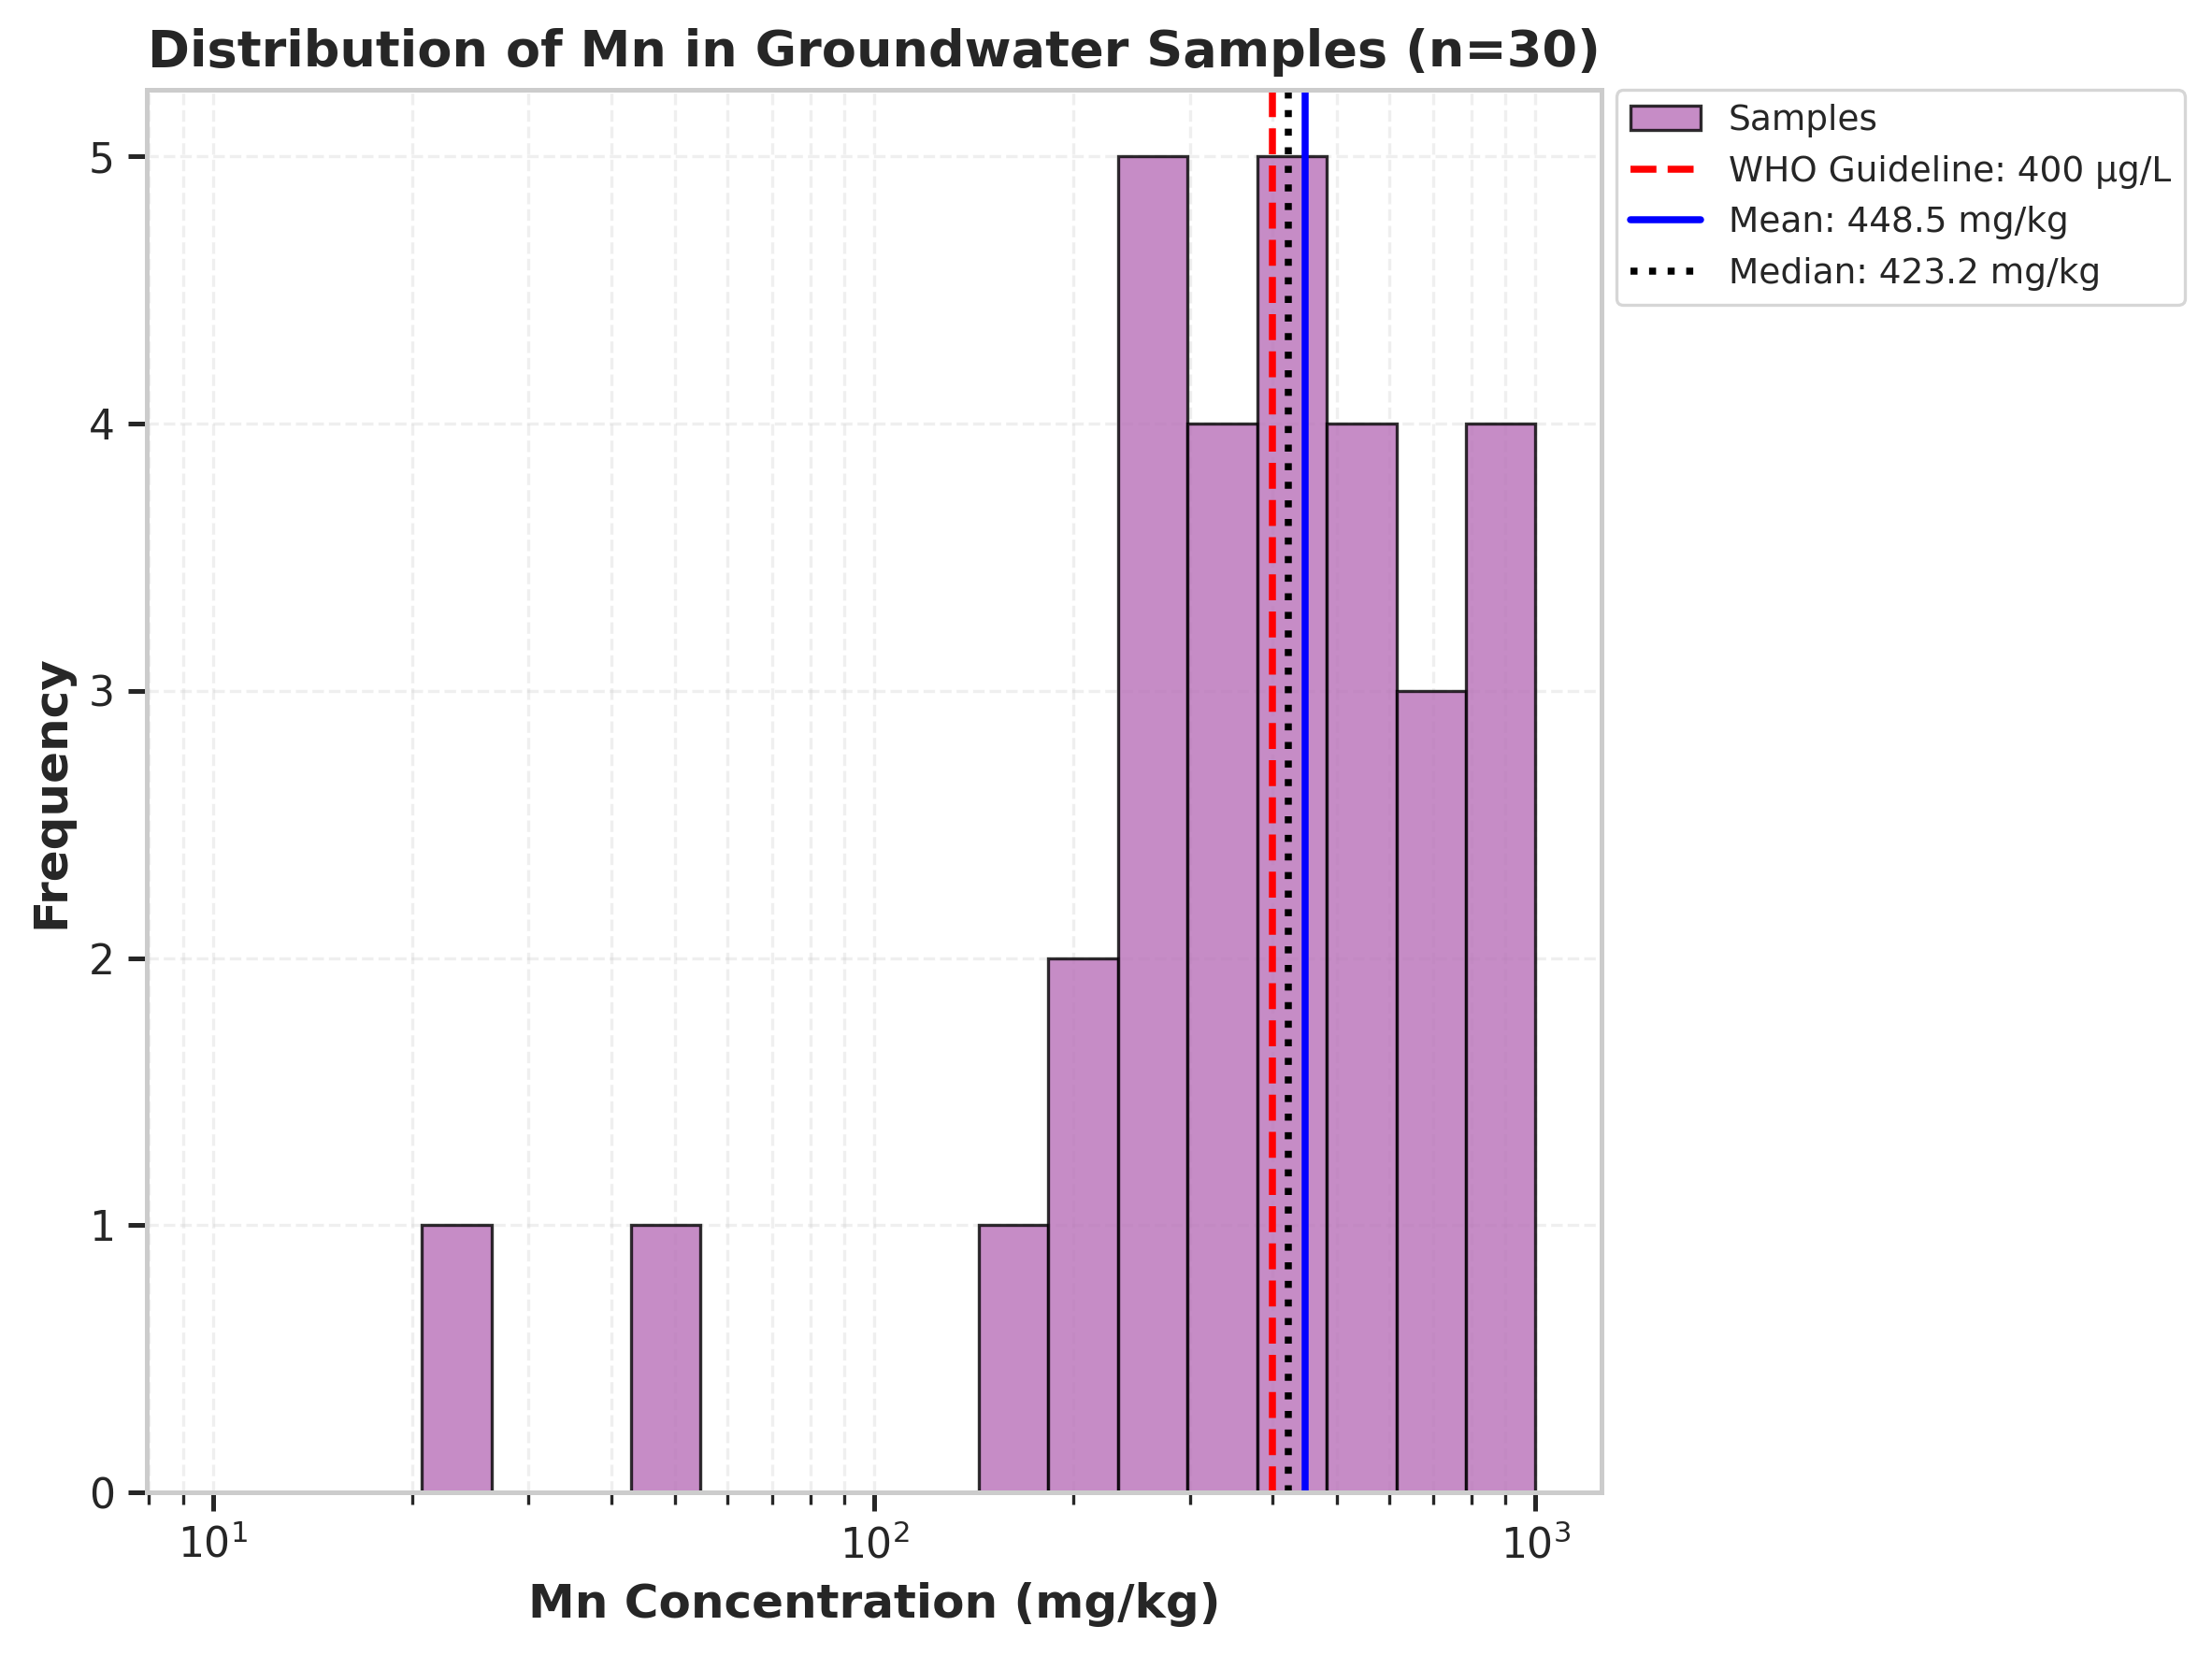 Distribution of Mn in Groundwater Samples (n=30)
Samples
WHO Guideline: 400 µg/L
Mean: 448.5 mg/kg
Median: 423.2 mg/kg
Frequency
5
4
3
2
1
0
10¹ 10² 10³
Mn Concentration (mg/kg)